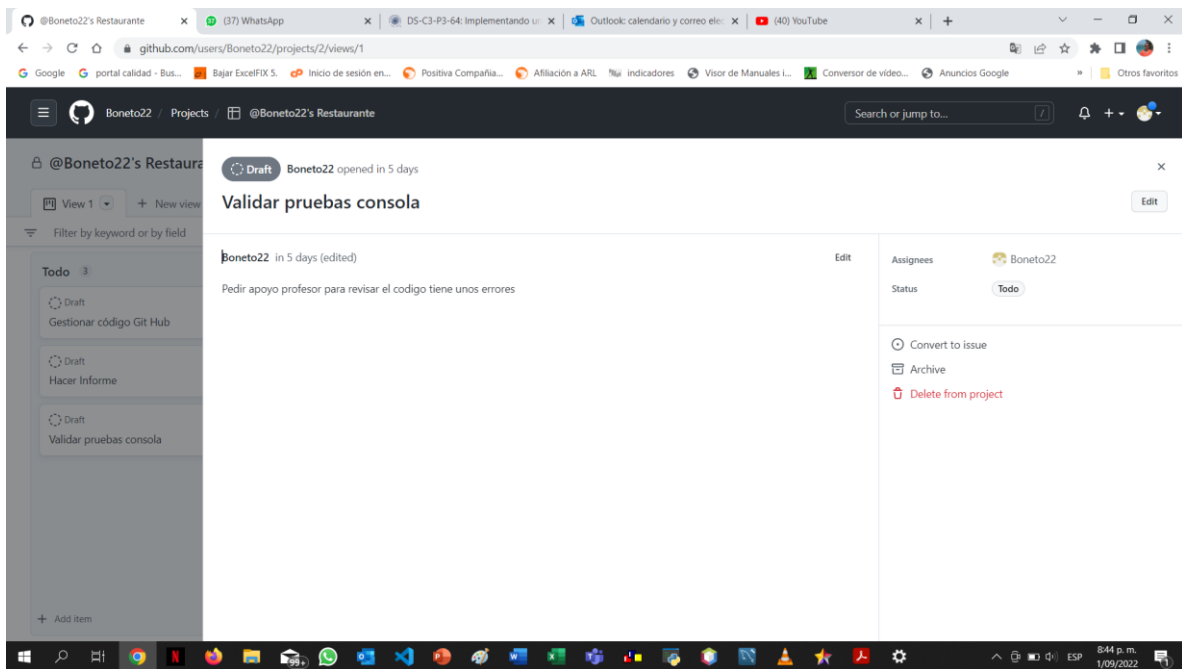 @Boneto22's Restaurante
(37) WhatsApp
DS-C3-P3-64: Implementando u
Outlook: calendario y correo elec
(40) YouTube
github.com/users/Boneto22/projects/2/views/1
Google
portal calidad - Bus...
Bajar ExcelFIX 5.
Inicio de sesión en...
Positiva Compañia...
Afiliación a ARL
indicadores
Visor de Manuales i...
Conversor de vídeo...
Anuncios Google
»
Otros favoritos
Boneto22 / Projects / @Boneto22's Restaurante
Search or jump to...
/
@Boneto22's Restaura
Draft
Boneto22 opened in 5 days
View 1
+ New view
Validar pruebas consola
Edit
Filter by keyword or by field
Boneto22 in 5 days (edited)
Edit
Pedir apoyo profesor para revisar el codigo tiene unos errores
Assignees
Boneto22
Status
Todo
Convert to issue
Archive
Delete from project
Todo 3
Draft
Gestionar código Git Hub
Draft
Hacer Informe
Draft
Validar pruebas consola
+ Add item
99+
ESP
8:44 p. m.
1/09/2022